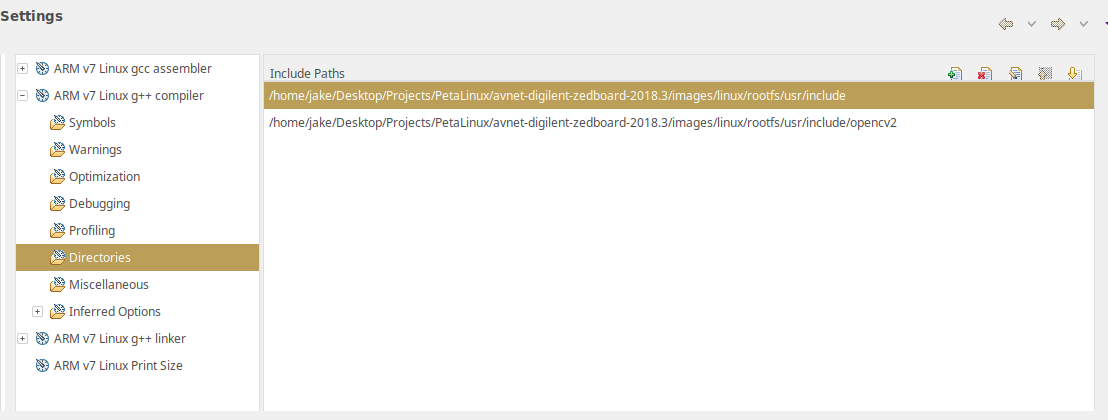 Settings
ARM v7 Linux gcc assembler
ARM v7 Linux g++ compiler
Symbols
Warnings
Optimization
Debugging
Profiling
Directories
Miscellaneous
Inferred Options
ARM v7 Linux g++ linker
ARM v7 Linux Print Size
Include Paths
/home/jake/Desktop/Projects/PetaLinux/avnet-digilent-zedboard-2018.3/images/linux/rootfs/usr/include
/home/jake/Desktop/Projects/PetaLinux/avnet-digilent-zedboard-2018.3/images/linux/rootfs/usr/include/opencv2